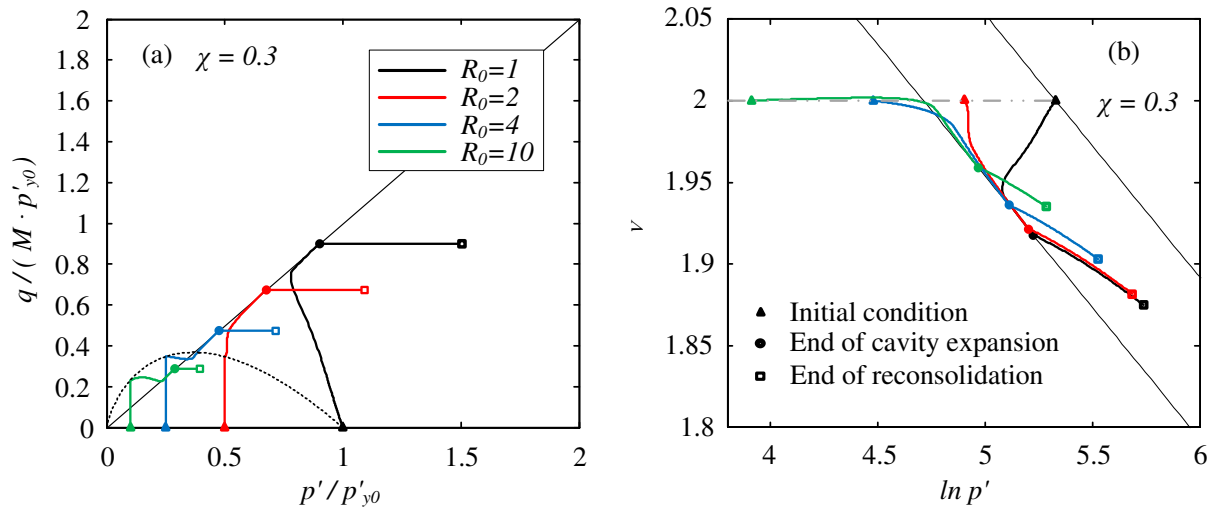 (a) χ = 0.3
R₀=1
R₀=2
R₀=4
R₀=10
2
1.8
1.6
1.4
1.2
1
0.8
0.6
0.4
0.2
0
q / ( M · p'y0 )
0 0.5 1 1.5 2
p' / p'y0
(b)
χ = 0.3
Initial condition
End of cavity expansion
End of reconsolidation
2.05
2
1.95
1.9
1.85
1.8
v
4 4.5 5 5.5 6
ln p'